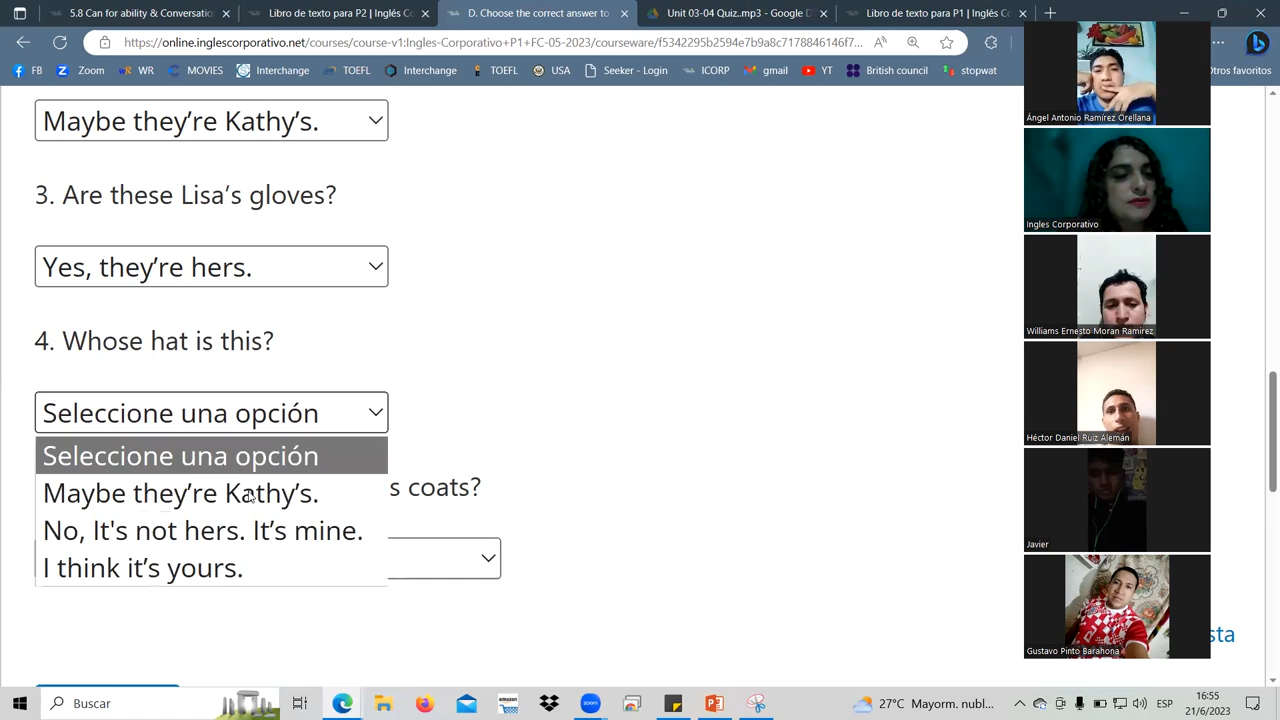 5.8 Can for ability & Conversatio
Libro de texto para P2 | Inglés Co
D. Choose the correct answer to
Unit 03-04 Quiz..mp3 - Google D
Libro de texto para P1 | Inglés Co
https://online.inglescorporativo.net/courses/course-v1:Ingles-Corporativo+P1+FC-05-2023/courseware/f5342295b2594e7b9a8c7178846146f7...
FB
Zoom
WR
MOVIES
Interchange
TOEFL
Interchange
TOEFL
USA
Seeker - Login
ICORP
gmail
YT
British council
stopwat
Otros favoritos
Maybe they're Kathy's.
3. Are these Lisa's gloves?
Yes, they're hers.
4. Whose hat is this?
Seleccione una opción
Seleccione una opción
Maybe they're Kathy's.
s coats?
No, It's not hers. It's mine.
I think it's yours.
sta
Ángel Antonio Ramírez Orellana
Ingles Corporativo
Williams Ernesto Moran Ramirez
Héctor Daniel Ruiz Alemán
Javier
Gustavo Pinto Barahona
Buscar
amazon
27°C Mayorm. nubl...
ESP
16:55
21/6/2023